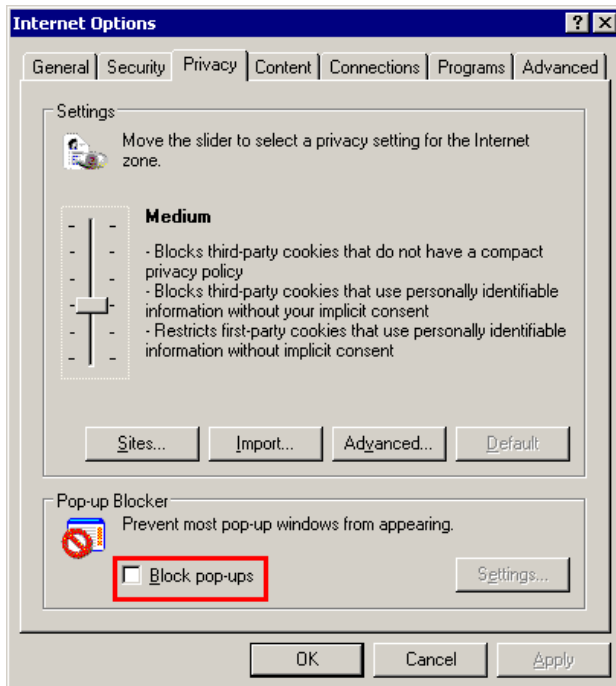 Internet Options
General Security Privacy Content Connections Programs Advanced
Settings
Move the slider to select a privacy setting for the Internet
zone.
Medium
- Blocks third-party cookies that do not have a compact
privacy policy
- Blocks third-party cookies that use personally identifiable
information without your implicit consent
- Restricts first-party cookies that use personally identifiable
information without implicit consent
Sites... Import... Advanced... Default
Pop-up Blocker
Prevent most pop-up windows from appearing.
Block pop-ups Settings...
OK Cancel Apply